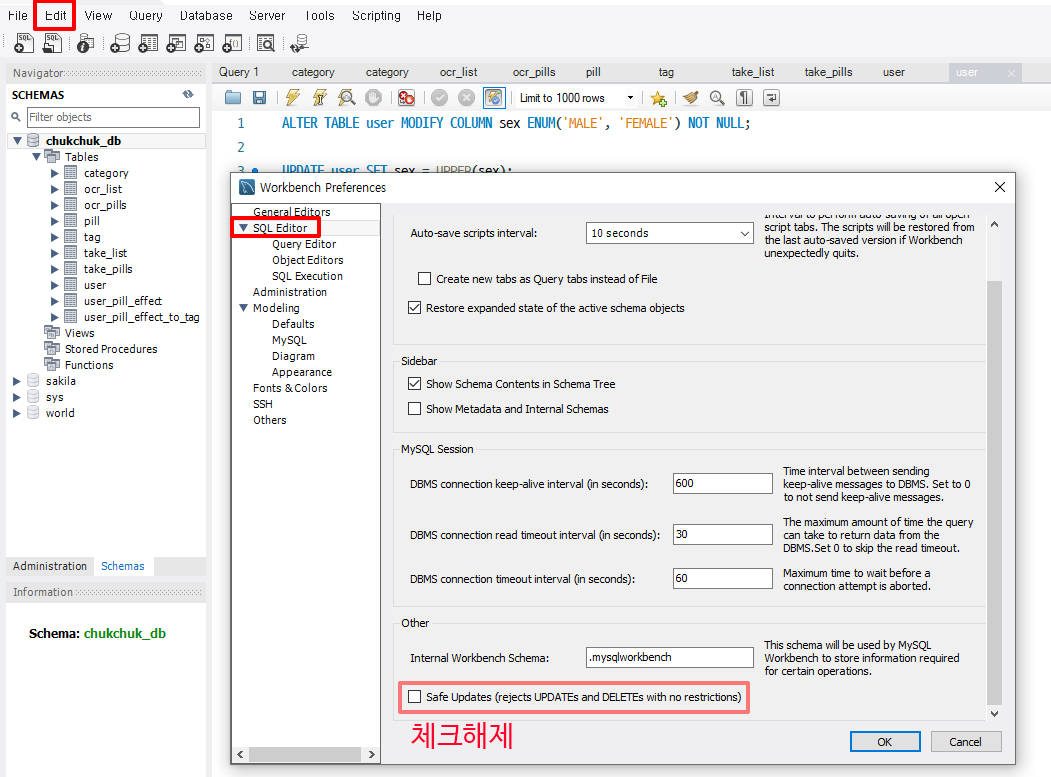 File Edit View Query Database Server Tools Scripting Help
Navigator
SCHEMAS
Filter objects
chukchuk_db
Tables
category
ocr_list
ocr_pills
pill
tag
take_list
take_pills
user
user_pill_effect
user_pill_effect_to_tag
Views
Stored Procedures
Functions
sakila
sys
world
Administration Schemas
Information
Schema: chukchuk_db
Query 1 category category ocr_list ocr_pills pill tag take_list take_pills user user
Limit to 1000 rows
1 ALTER TABLE user MODIFY COLUMN sex ENUM('MALE', 'FEMALE') NOT NULL;
2
3 UPDATE user SET sex = UPPER(sex);
Workbench Preferences
General Editors
SQL Editor
Query Editor
Object Editors
SQL Execution
Administration
Modeling
Defaults
MySQL
Diagram
Appearance
Fonts & Colors
SSH
Others
Auto-save scripts interval:
10 seconds
Interval to perform auto-saving of all open
script tabs. The scripts will be restored from
the last auto-saved version if Workbench
unexpectedly quits.
Create new tabs as Query tabs instead of File
Restore expanded state of the active schema objects
Sidebar
Show Schema Contents in Schema Tree
Show Metadata and Internal Schemas
MySQL Session
DBMS connection keep-alive interval (in seconds):
600
Time interval between sending
keep-alive messages to DBMS. Set to 0
to not send keep-alive messages.
DBMS connection read timeout interval (in seconds):
30
The maximum amount of time the query
can take to return data from the
DBMS.Set 0 to skip the read timeout.
DBMS connection timeout interval (in seconds):
60
Maximum time to wait before a
connection attempt is aborted.
Other
Internal Workbench Schema:
.mysqlworkbench
This schema will be used by MySQL
Workbench to store information required
for certain operations.
Safe Updates (rejects UPDATEs and DELETEs with no restrictions)
체크해제
OK Cancel